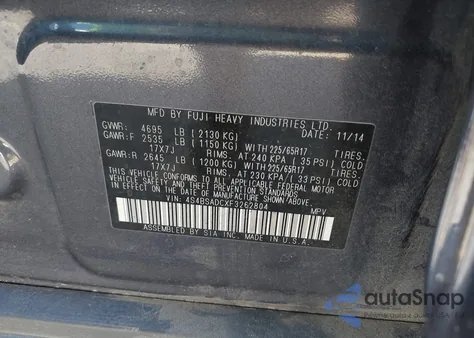 MFD BY FUJI HEAVY INDUSTRIES LTD.
GVWR: 4695 LB (2130 KG) DATE: 11/14
GAWR:F 2535 LB (1150 KG) WITH 225/65R17 TIRES,
17X7J RIMS, AT 240 KPA (35 PSI) COLD
GAWR:R 2645 LB (1200 KG) WITH 225/65R17 TIRES,
17X7J RIMS, AT 230 KPA (33 PSI) COLD
THIS VEHICLE CONFORMS TO ALL APPLICABLE
FEDERAL MOTOR VEHICLE SAFETY STANDARDS
IN EFFECT ON THE DATE OF MANUFACTURE SHOWN ABOVE.
VIN: 4S4BSADCXF3262804 MPV
ASSEMBLED BY SIA INC. MADE IN U.S.A.
autoSnap